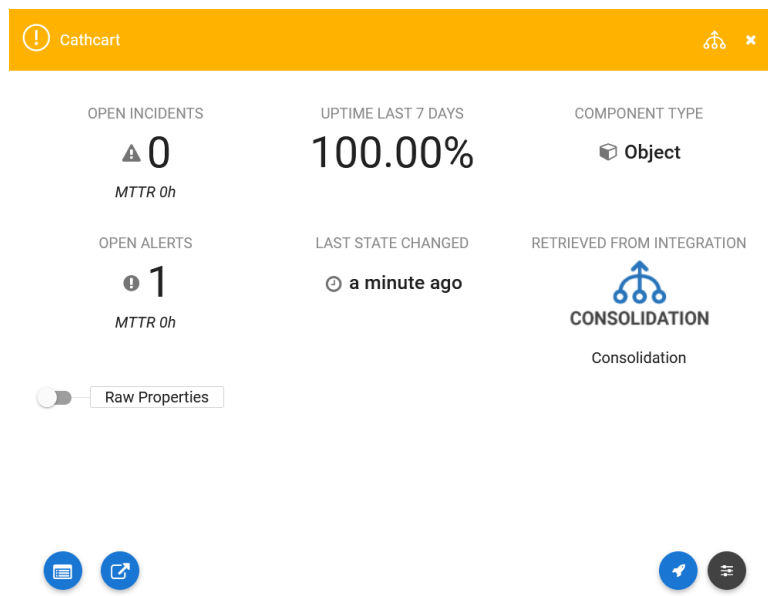 Cathcart
OPEN INCIDENTS
0
MTTR 0h
UPTIME LAST 7 DAYS
100.00%
COMPONENT TYPE
Object
OPEN ALERTS
1
MTTR 0h
LAST STATE CHANGED
a minute ago
RETRIEVED FROM INTEGRATION
CONSOLIDATION
Consolidation
Raw Properties